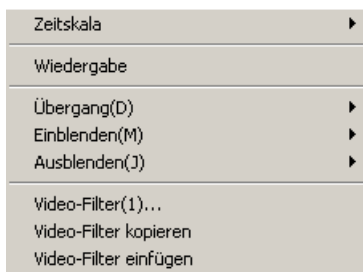 Zeitskala
Wiedergabe
Übergang(D)
Einblenden(M)
Ausblenden(J)
Video-Filter(1)...
Video-Filter kopieren
Video-Filter einfügen